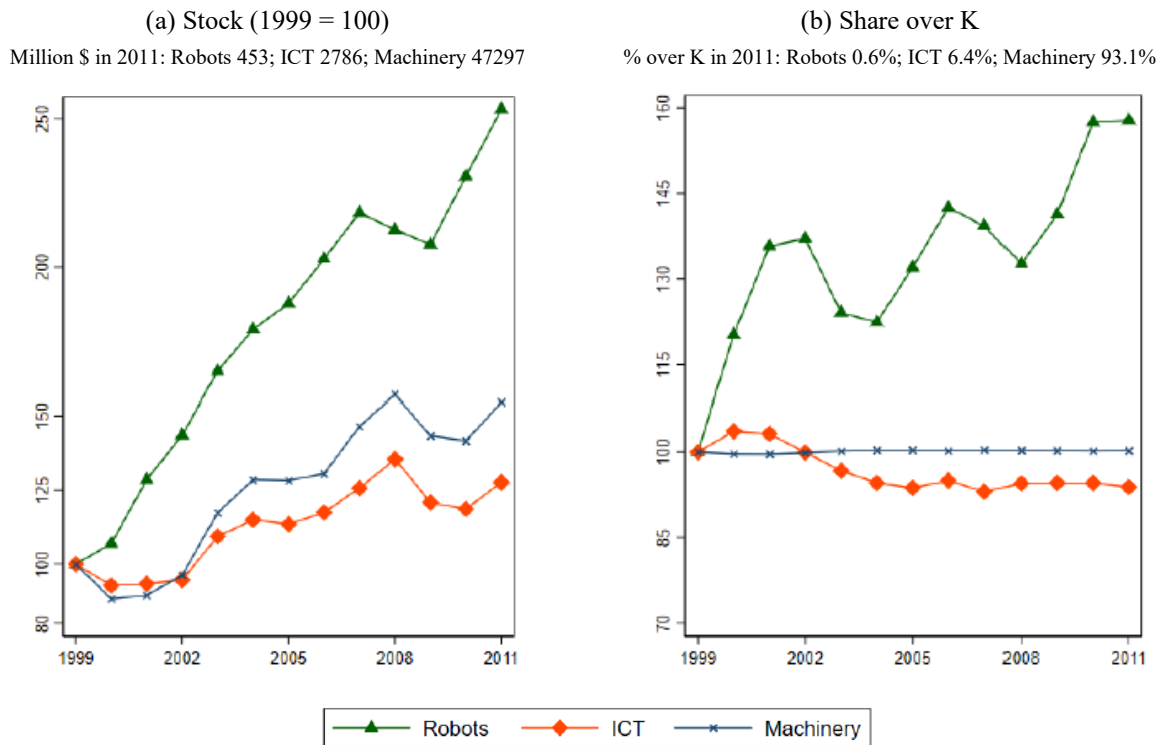 (a) Stock (1999 = 100)
Million $ in 2011: Robots 453; ICT 2786; Machinery 47297
250
200
150
125
100
80
1999 2002 2005 2008 2011
(b) Share over K
% over K in 2011: Robots 0.6%; ICT 6.4%; Machinery 93.1%
160
145
130
115
100
85
70
1999 2002 2005 2008 2011
Robots ICT Machinery